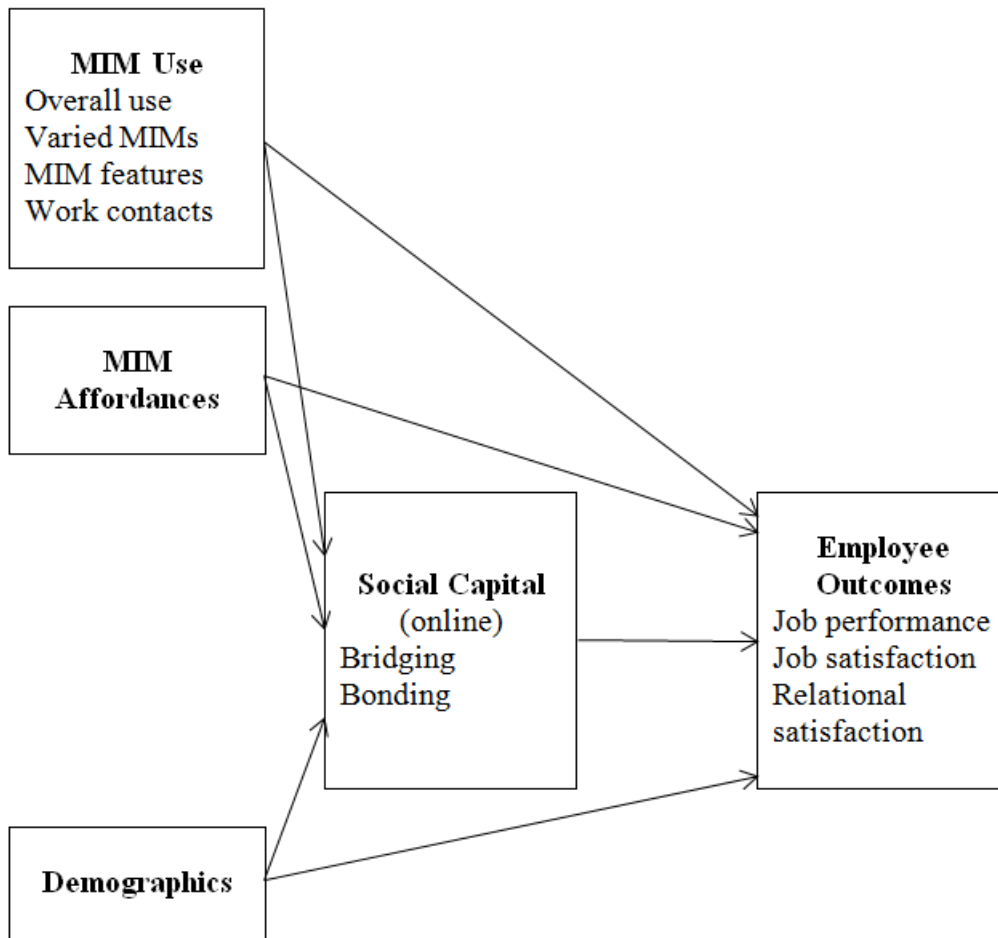 MIM Use
Overall use
Varied MIMs
MIM features
Work contacts
MIM
Affordances
Social Capital
(online)
Bridging
Bonding
Employee
Outcomes
Job performance
Job satisfaction
Relational
satisfaction
Demographics